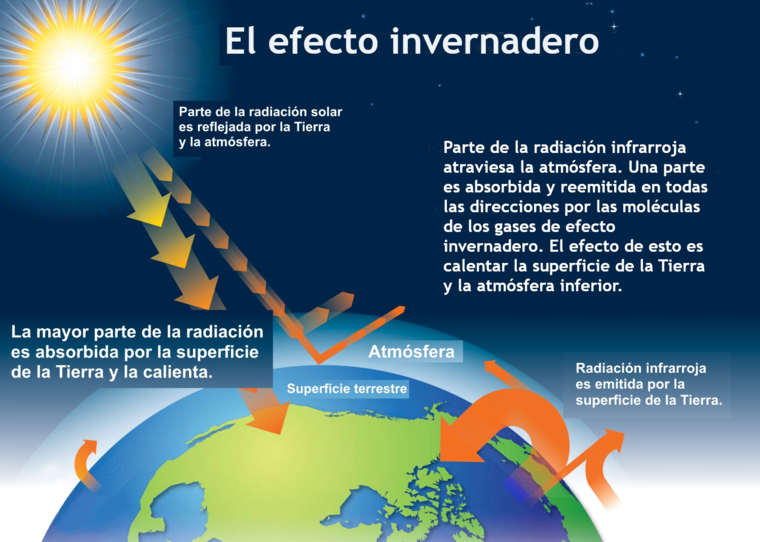 El efecto invernadero
Parte de la radiación solar
es reflejada por la Tierra
y la atmósfera.
Parte de la radiación infrarroja
atraviesa la atmósfera. Una parte
es absorbida y reemitida en todas
las direcciones por las moléculas
de los gases de efecto
invernadero. El efecto de esto es
calentar la superficie de la Tierra
y la atmósfera inferior.
La mayor parte de la radiación
es absorbida por la superficie
de la Tierra y la calienta.
Atmósfera
Superficie terrestre
Radiación infrarroja
es emitida por la
superficie de la Tierra.